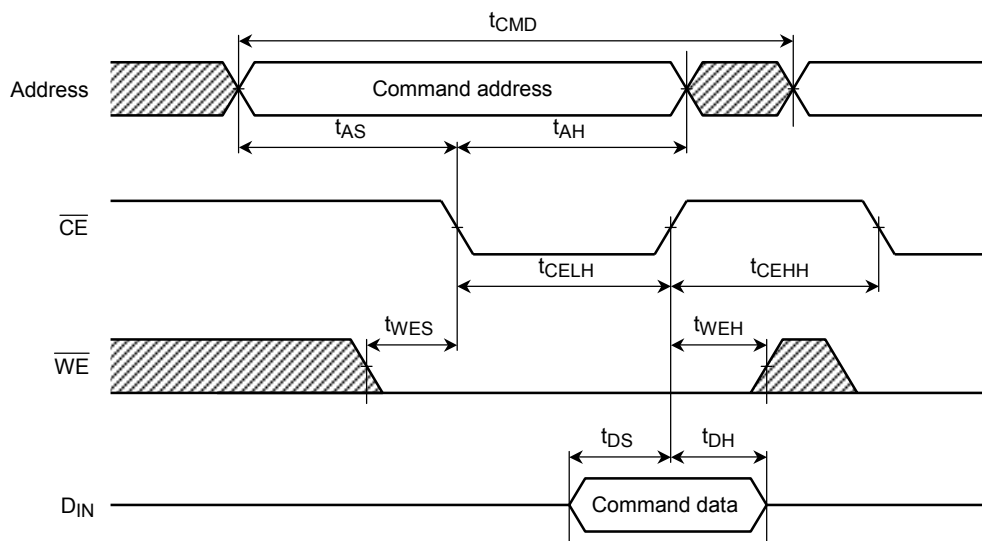 tCMD
Address
Command address
tAS
tAH
CE
tCELH
tCEHH
tWES
tWEH
WE
tDS
tDH
DIN
Command data